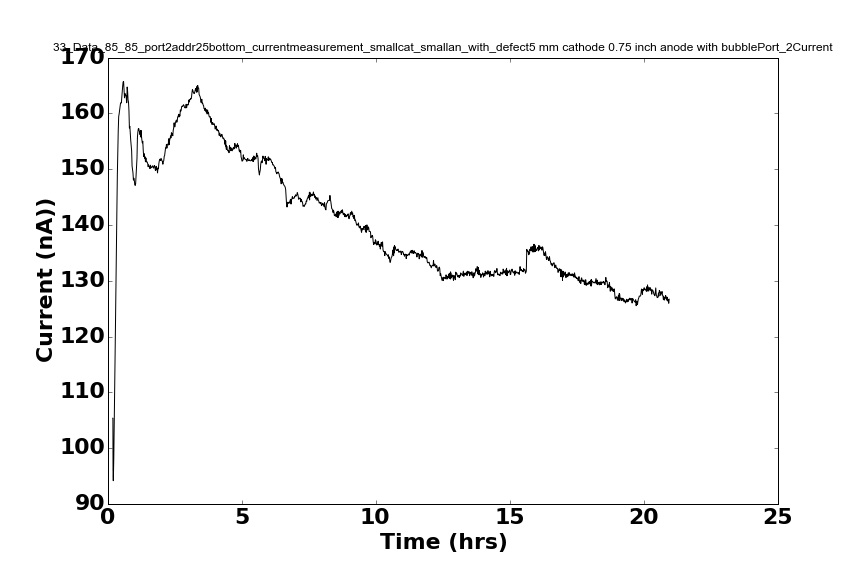 33_Data_85_85_port2addr25bottom_currentmeasurement_smallcat_smallan_with_defect5 mm cathode 0.75 inch anode with bubblePort_2Current
170
160
150
140
130
120
110
100
90
Current (nA))
0 5 10 15 20 25
Time (hrs)